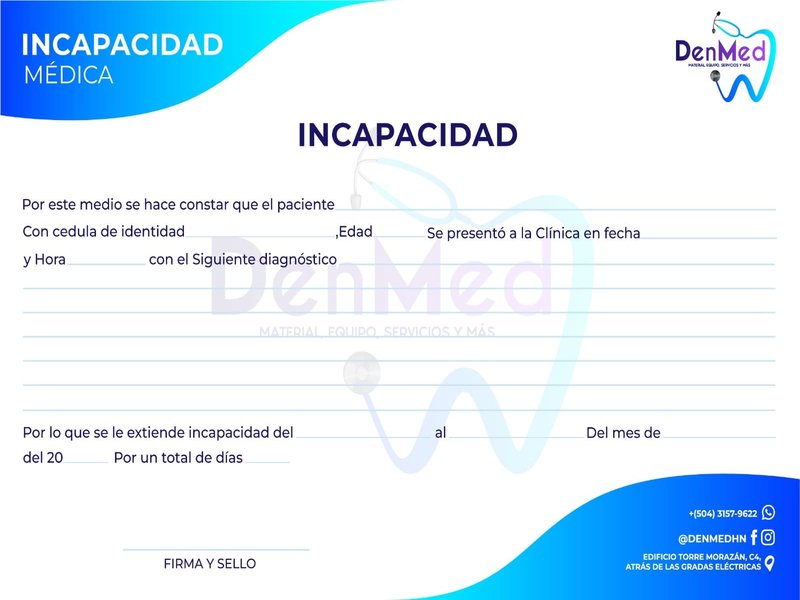 INCAPACIDAD
MÉDICA
DenMed
MATERIAL, EQUIPO, SERVICIOS Y MÁS
INCAPACIDAD
Por este medio se hace constar que el paciente
Con cedula de identidad ,Edad Se presentó a la Clínica en fecha
y Hora con el Siguiente diagnóstico
DenMed
MATERIAL, EQUIPO, SERVICIOS Y MÁS
Por lo que se le extiende incapacidad del al Del mes de
del 20 Por un total de días
FIRMA Y SELLO
+(504) 3157-9622
@DENMEDHN
EDIFICIO TORRE MORAZÁN, C4,
ATRÁS DE LAS GRADAS ELÉCTRICAS